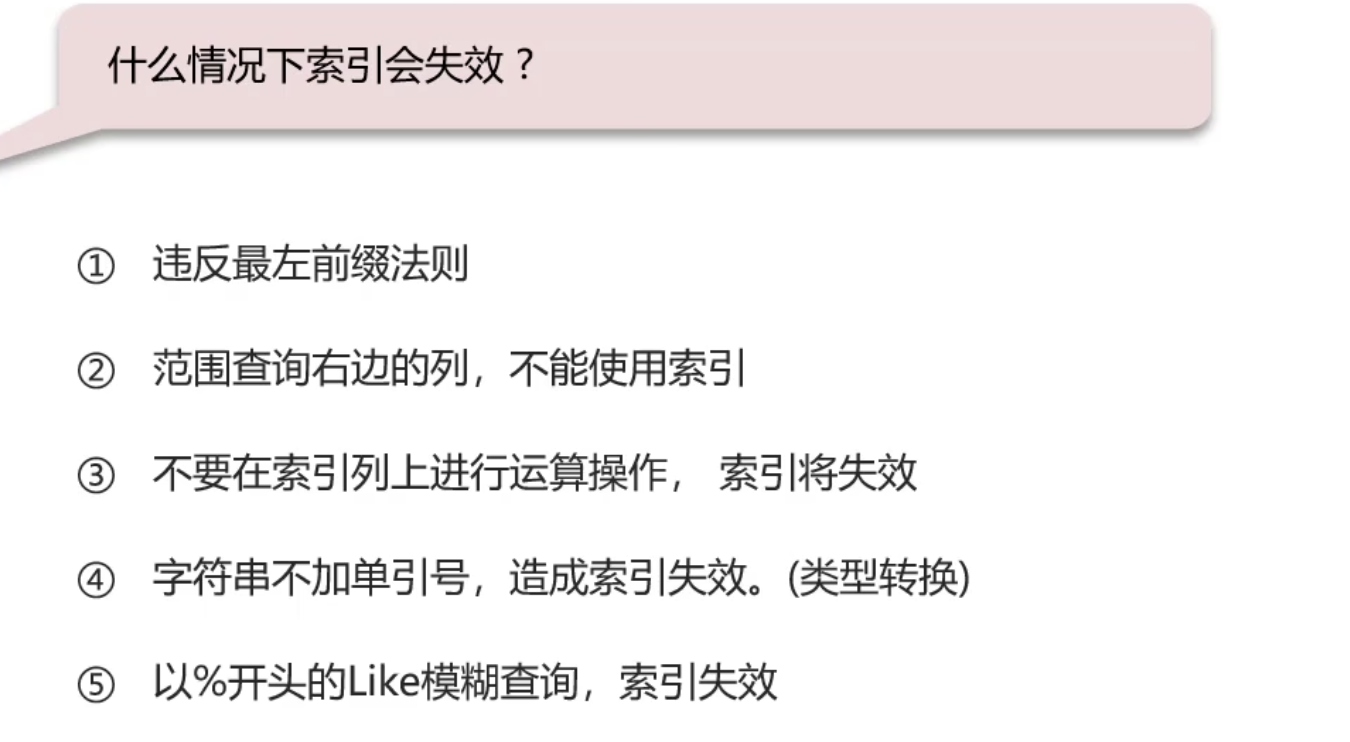 什么情况下索引会失效？
① 违反最左前缀法则
② 范围查询右边的列，不能使用索引
③ 不要在索引列上进行运算操作， 索引将失效
④ 字符串不加单引号，造成索引失效。(类型转换)
⑤ 以%开头的Like模糊查询，索引失效